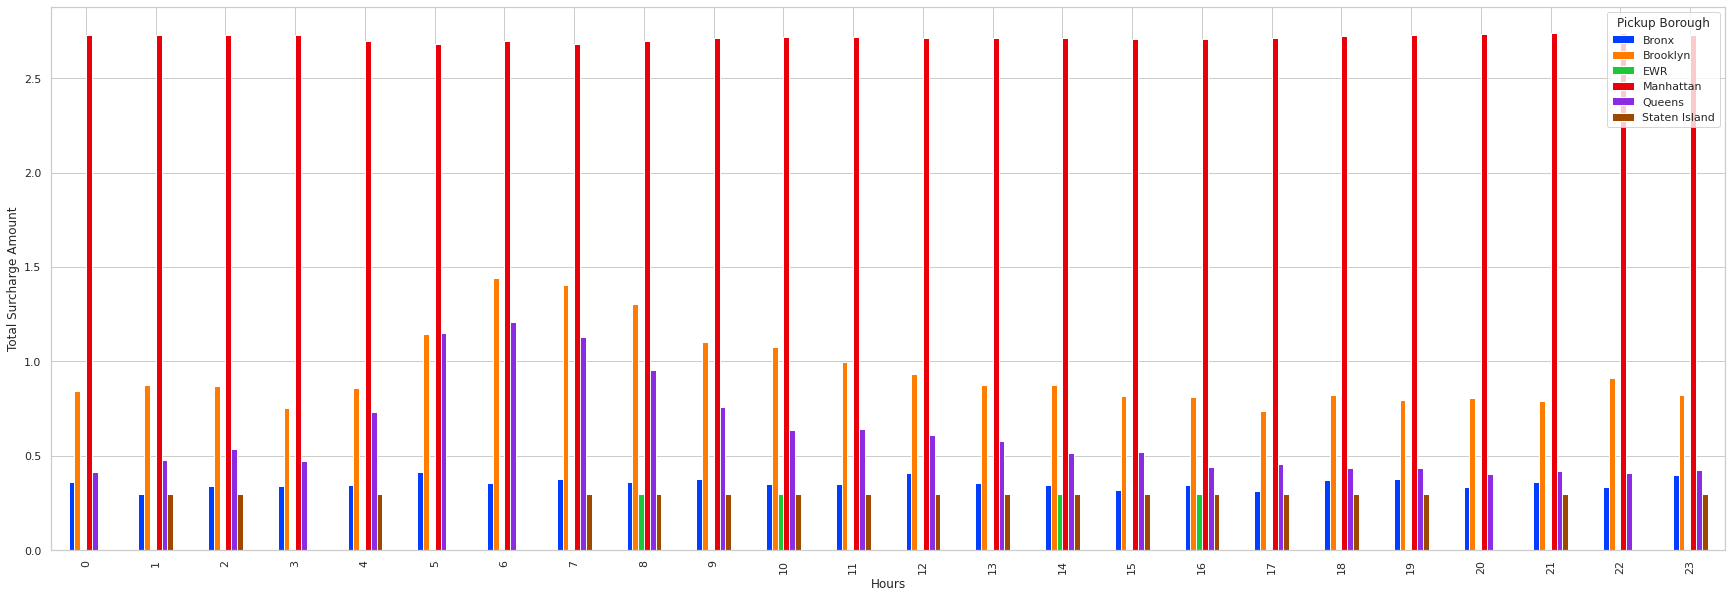 Pickup Borough
Bronx
Brooklyn
EWR
Manhattan
Queens
Staten Island
Total Surcharge Amount
2.5
2.0
1.5
1.0
0.5
0.0
0 1 2 3 4 5 6 7 8 9 10 11 12 13 14 15 16 17 18 19 20 21 22 23
Hours